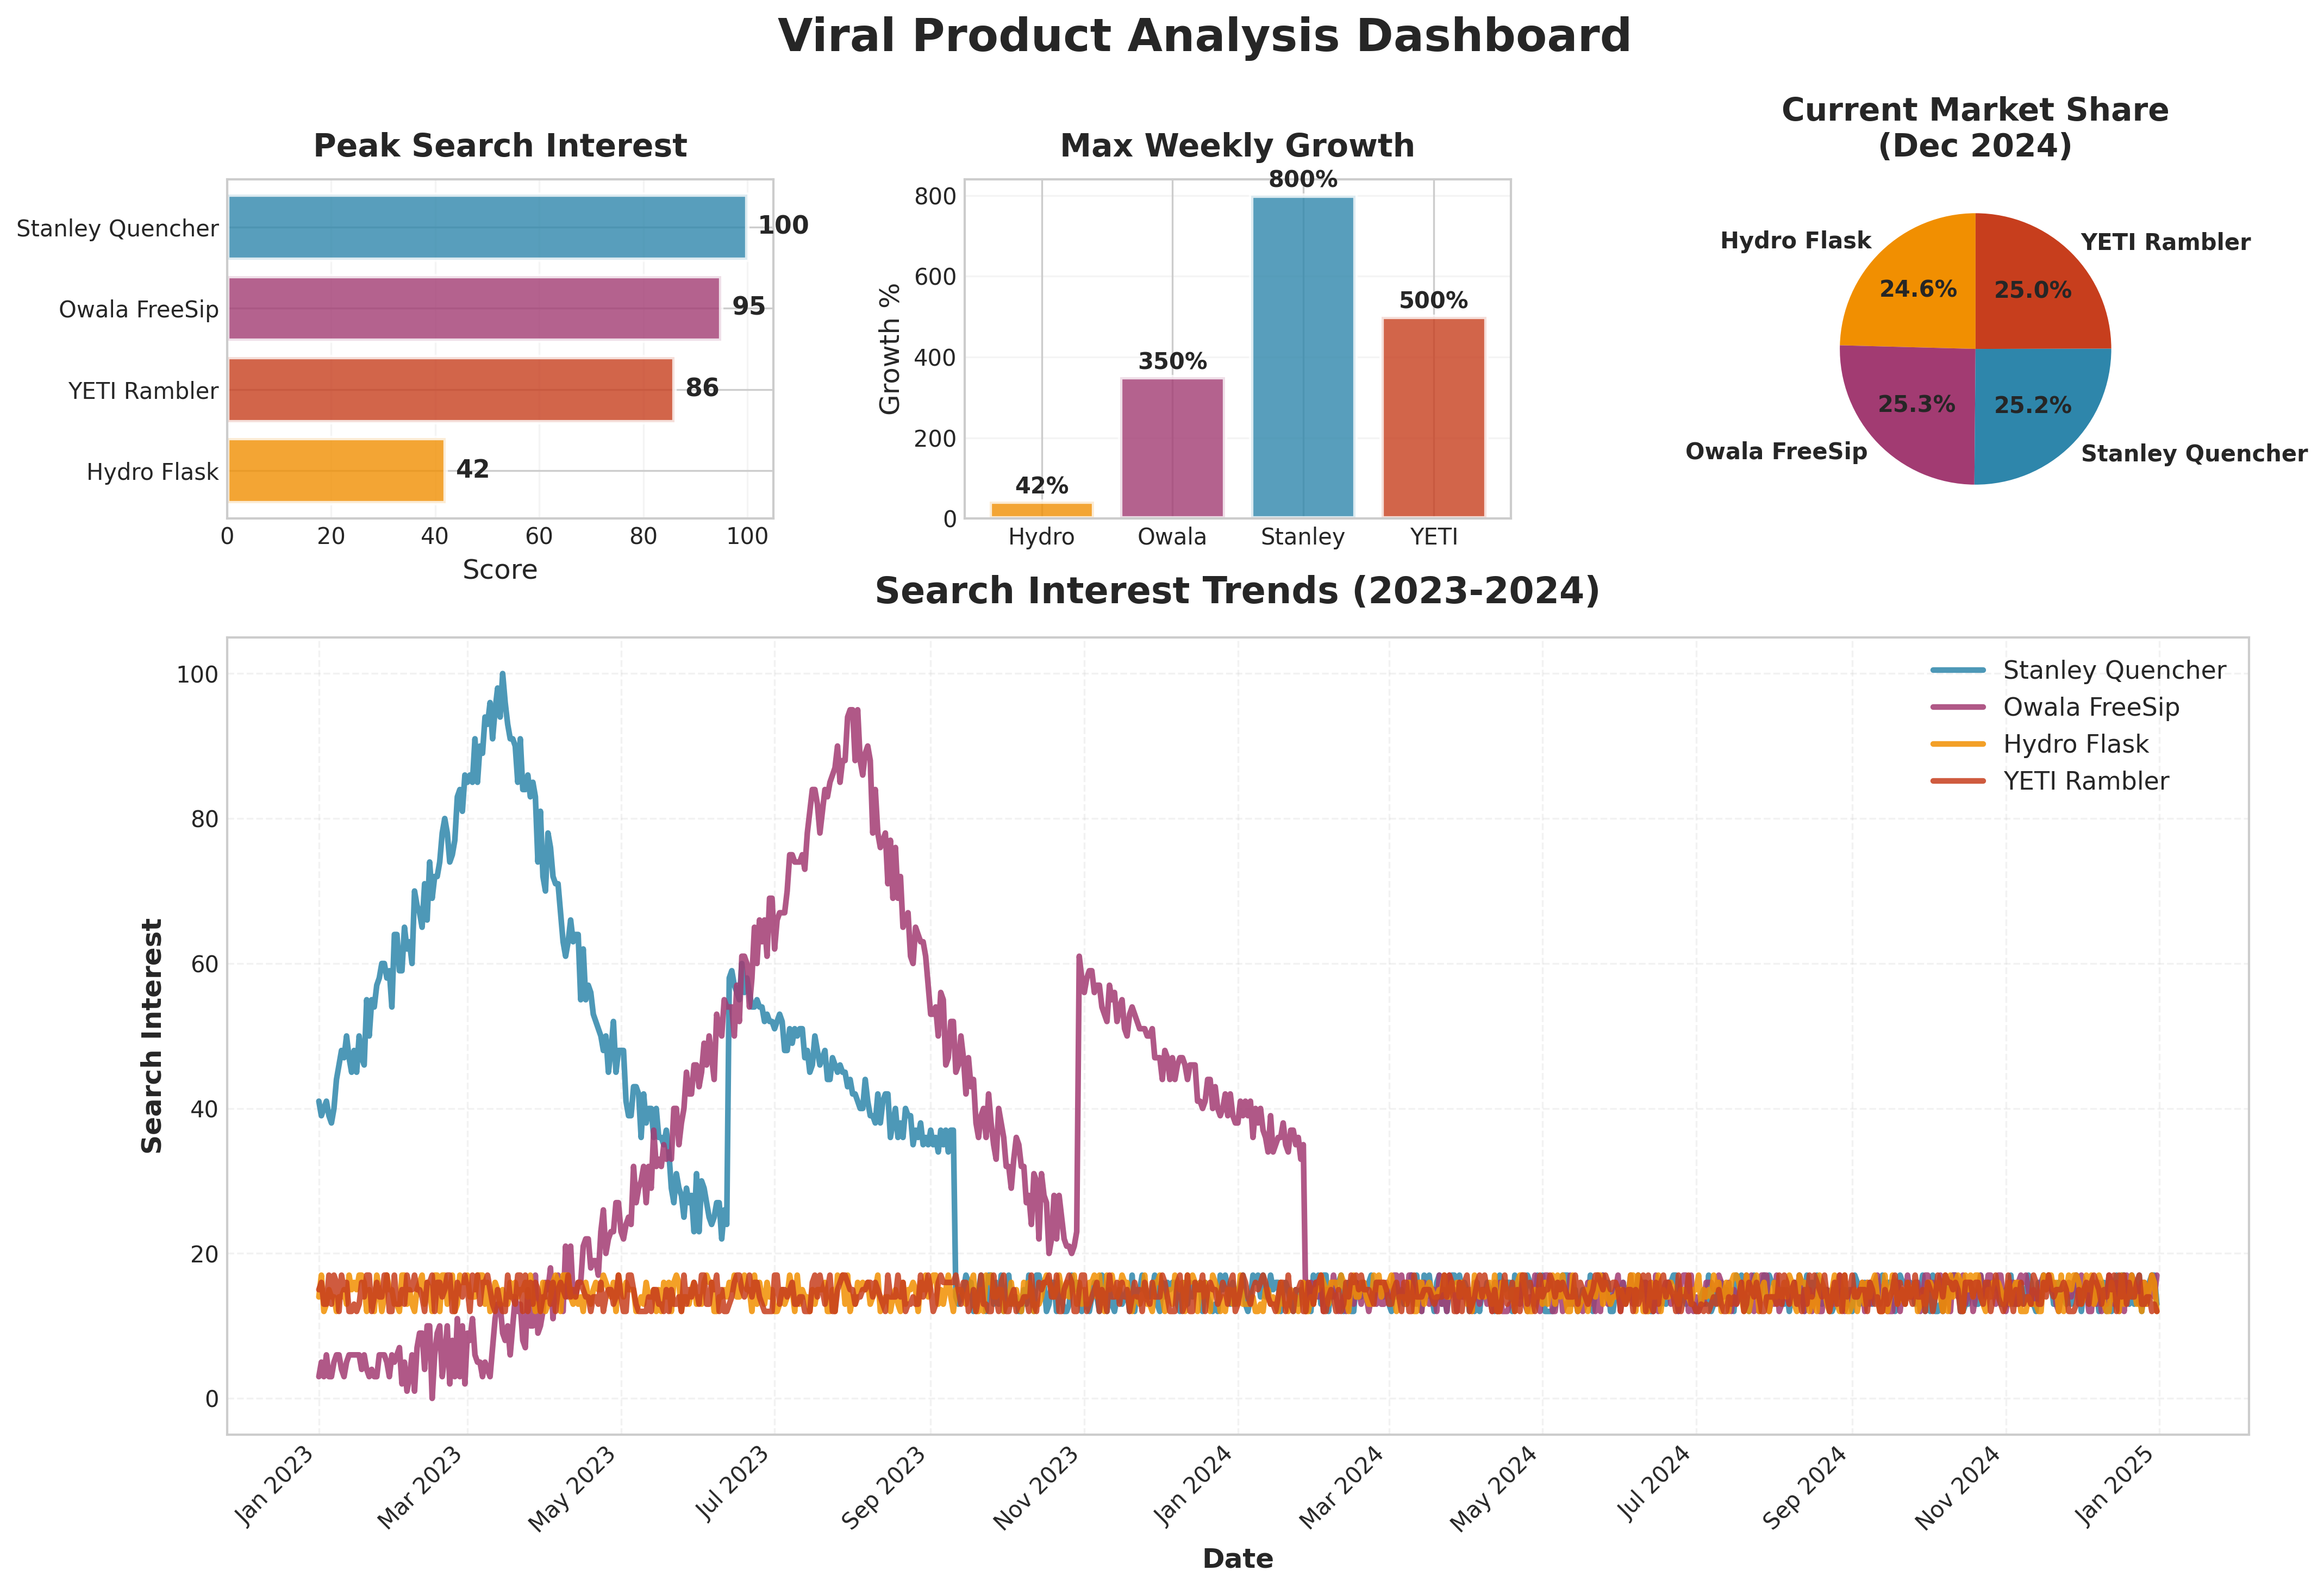 Viral Product Analysis Dashboard
Peak Search Interest
Stanley Quencher
100
Owala FreeSip
95
YETI Rambler
86
Hydro Flask
42
0 20 40 60 80 100
Score
Max Weekly Growth
Growth %
800
600
400
200
0
42%
350%
800%
500%
Hydro Owala Stanley YETI
Current Market Share
(Dec 2024)
Hydro Flask
24.6%
YETI Rambler
25.0%
Owala FreeSip
25.3%
Stanley Quencher
25.2%
Search Interest Trends (2023-2024)
Search Interest
100
80
60
40
20
0
Stanley Quencher
Owala FreeSip
Hydro Flask
YETI Rambler
Jan 2023 Mar 2023 May 2023 Jul 2023 Sep 2023 Nov 2023 Jan 2024 Mar 2024 May 2024 Jul 2024 Sep 2024 Nov 2024 Jan 2025
Date